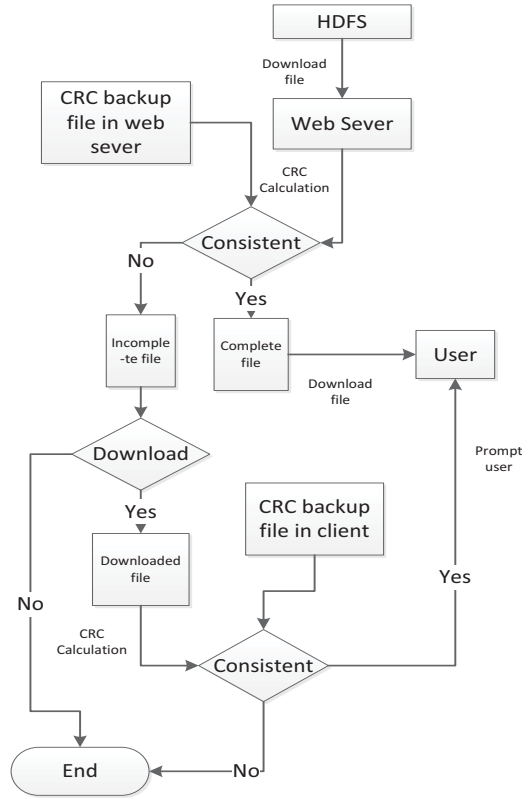 HDFS
Download
file
CRC backup
file in web
sever
Web Sever
CRC
Calculation
Consistent
No
Yes
Incomple
-te file
Complete
file
User
Download
file
Download
Prompt
user
Yes
CRC backup
file in client
Downloaded
file
Yes
No
CRC
Calculation
Consistent
End
No